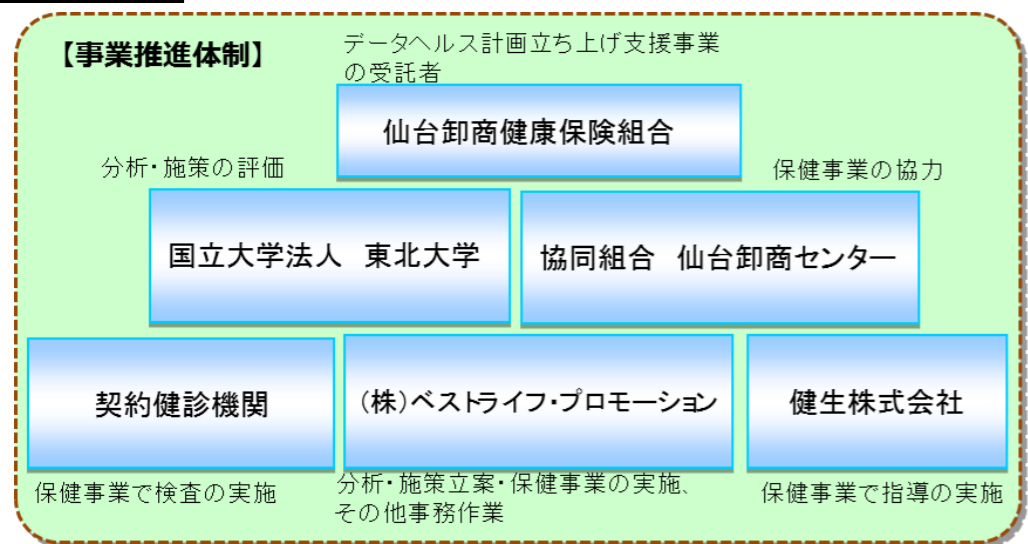 【事業推進体制】
データヘルス計画立ち上げ支援事業
の受託者
仙台卸商健康保険組合
分析・施策の評価
保健事業の協力
国立大学法人 東北大学
協同組合 仙台卸商センター
契約健診機関
(株)ベストライフ・プロモーション
健生株式会社
保健事業で検査の実施
分析・施策立案・保健事業の実施、
その他事務作業
保健事業で指導の実施